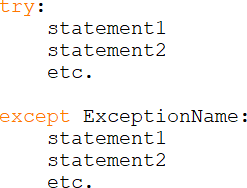 try:
    statement1
    statement2
    etc.

except ExceptionName:
    statement1
    statement2
    etc.